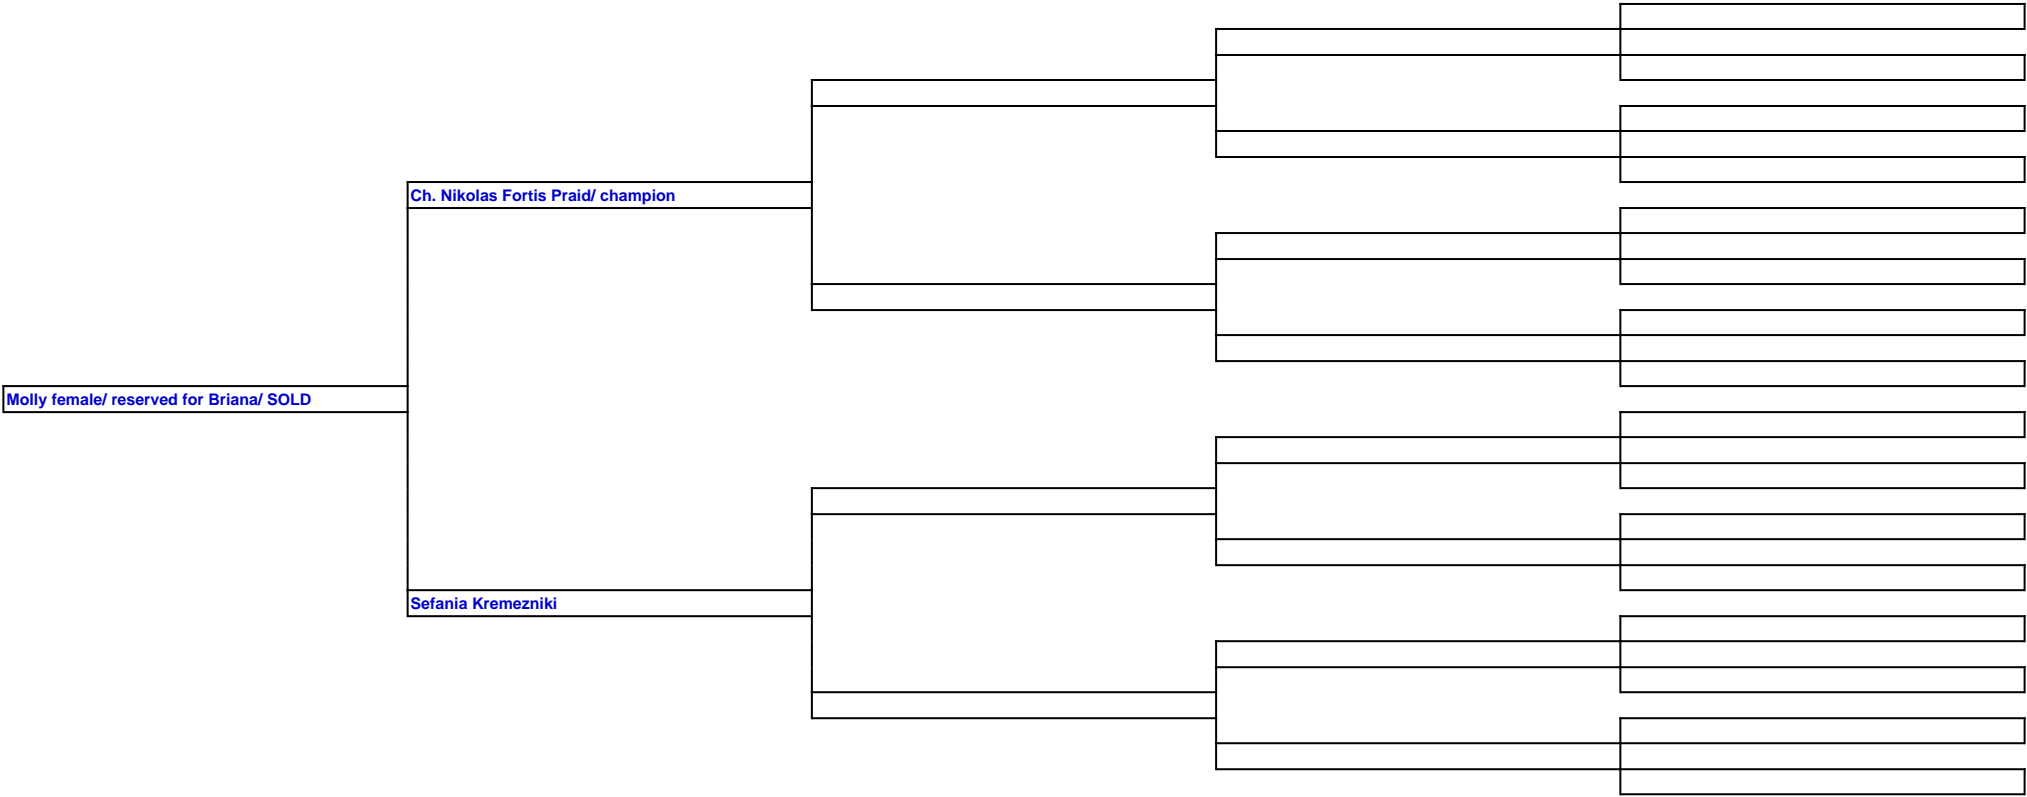 Ch. Nikolas Fortis Praid/ champion
Molly female/ reserved for Briana/ SOLD
Sefania Kremezniki